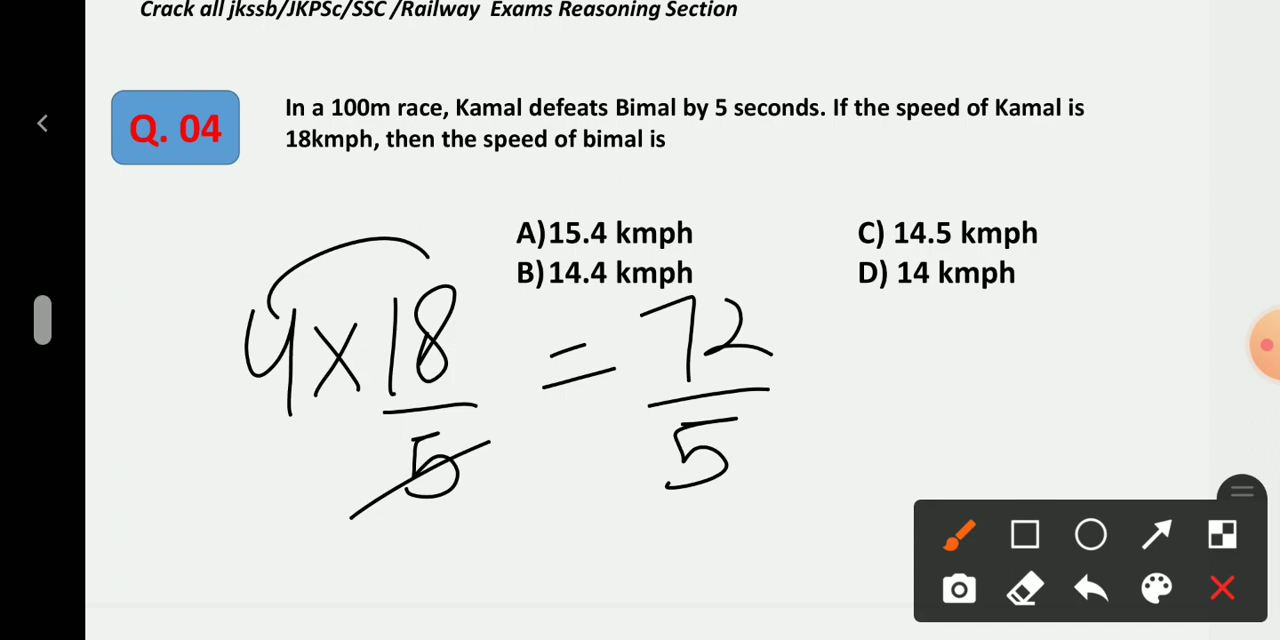 Crack all jkssb/JKPSc/SSC /Railway Exams Reasoning Section
Q. 04
In a 100m race, Kamal defeats Bimal by 5 seconds. If the speed of Kamal is
18kmph, then the speed of bimal is
A)15.4 kmph
C) 14.5 kmph
B)14.4 kmph
D) 14 kmph
4 × 18/5 = 72/5